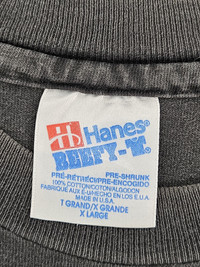 H's Hanes®
BEEFY-T®
PRE-SHRUNK
PRÉ-RÉTRÉCI/PRE-ENCOGIDO
100% COTTON/COTON/ALGODON
FABRIQUÉ AUX É-U/HECHO EN LOS E.U.A.
MADE IN U.S.A.
1 GRAND/X GRANDE
X LARGE